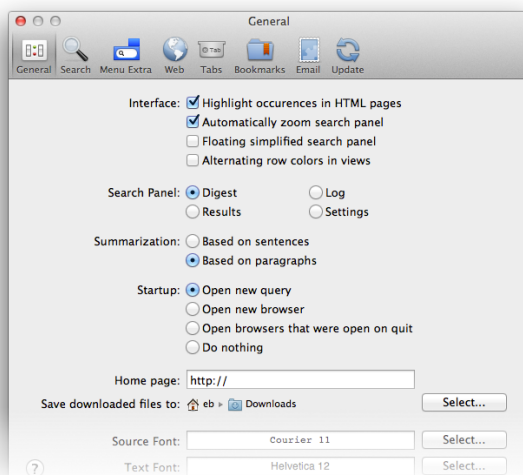 General
Tab
General Search Menu Extra Web Tabs Bookmarks Email Update
Interface: Highlight occurences in HTML pages
Automatically zoom search panel
Floating simplified search panel
Alternating row colors in views
Search Panel: Digest Log
Results Settings
Summarization: Based on sentences
Based on paragraphs
Startup: Open new query
Open new browser
Open browsers that were open on quit
Do nothing
Home page: http://
Save downloaded files to: eb ▸ Downloads Select...
Source Font: Courier 11 Select...
? Text Font: Helvetica 12 Select...